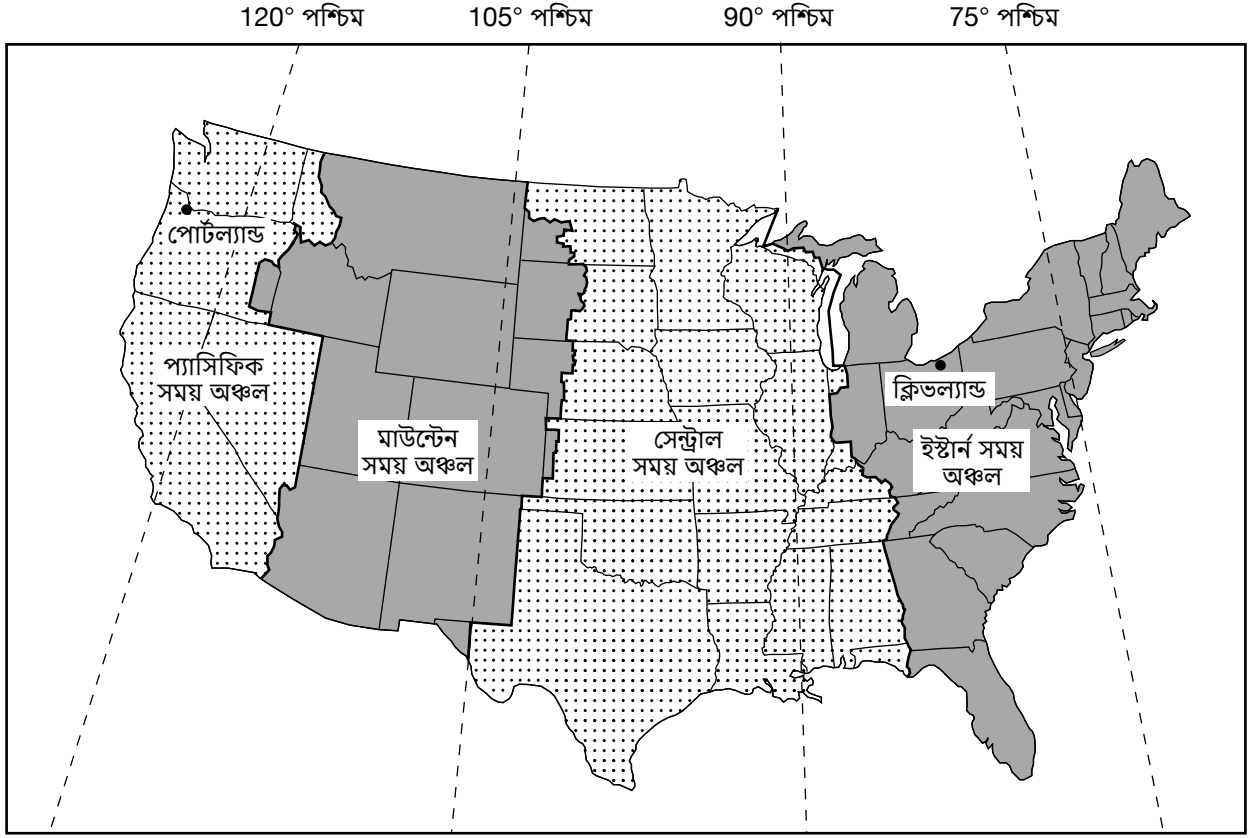 120° পশ্চিম 105° পশ্চিম 90° পশ্চিম 75° পশ্চিম
পোর্টল্যান্ড
প্যাসিফিক
সময় অঞ্চল
মাউন্টেন
সময় অঞ্চল
সেন্ট্রাল
সময় অঞ্চল
ক্লিভল্যান্ড
ইস্টার্ন সময়
অঞ্চল